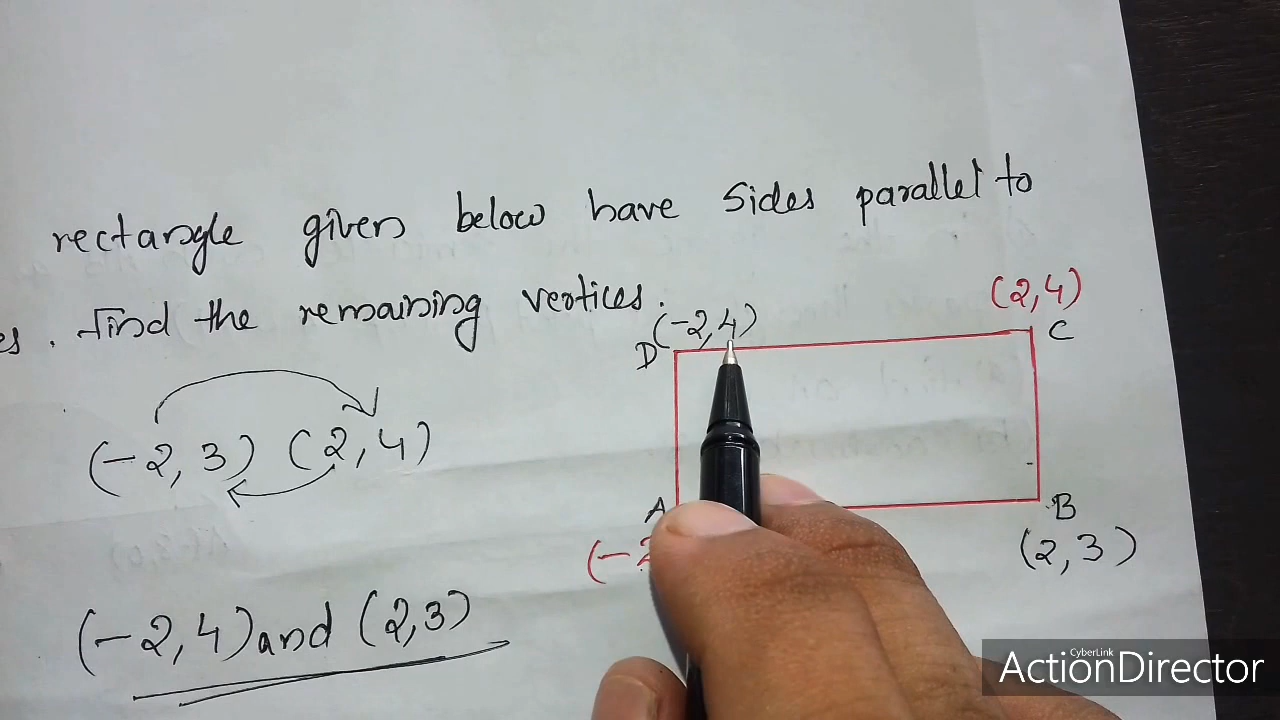 rectangle given below have sides parallel to
es. Find the remaining vertices.
(2,4)
(-2,4)
D
C
(-2,3) (2,4)
A
B
(-2
(2,3)
(-2,4) and (2,3)
CyberLink
ActionDirector